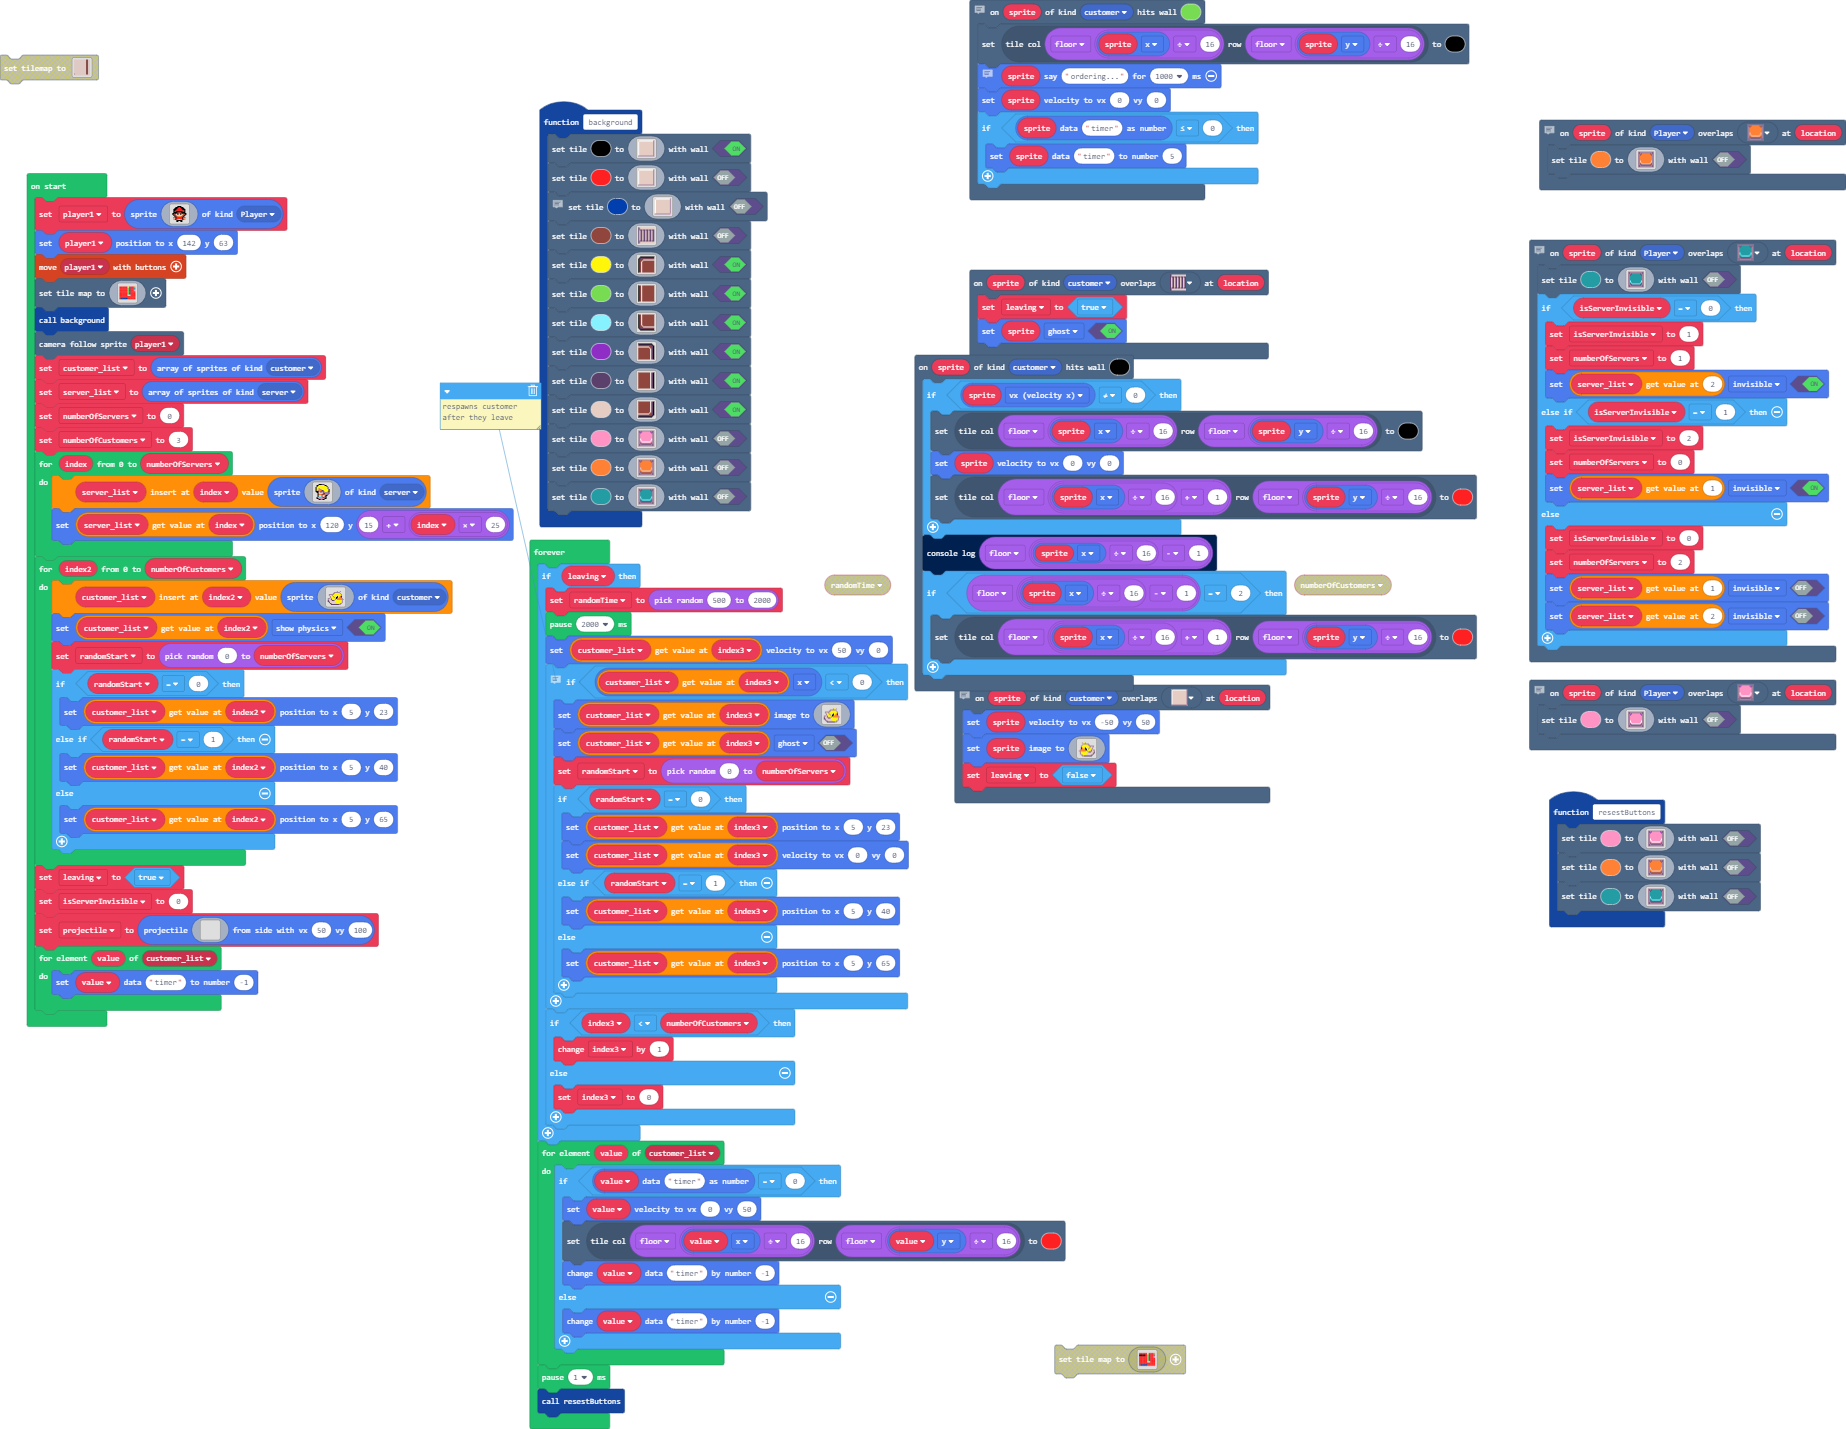 set tilemap to
on start
set player1 to sprite of kind Player
set player1 position to x 142 y 63
move player1 with buttons
set tile map to
call background
camera follow sprite player1
set customer_list to array of sprites of kind customer
set server_list to array of sprites of kind server
set numberOfServers to 0
set numberOfCustomers to 3
for index from 0 to numberOfServers
do
server_list insert at index value sprite of kind server
set server_list get value at index position to x 120 y 15 + index × 25
for index2 from 0 to numberOfCustomers
do
customer_list insert at index2 value sprite of kind customer
set customer_list get value at index2 show physics ON
set randomStart to pick random 0 to numberOfServers
if randomStart = 0 then
set customer_list get value at index2 position to x 5 y 23
else if randomStart = 1 then
set customer_list get value at index2 position to x 5 y 40
else
set customer_list get value at index2 position to x 5 y 65
set leaving to true
set isServerInvisible to 0
set projectile to projectile from side with vx 50 vy 100
for element value of customer_list
do
set value data "timer" to number -1
respawns customer
after they leave
function background
set tile to with wall ON
set tile to with wall OFF
set tile to with wall OFF
set tile to with wall OFF
set tile to with wall ON
set tile to with wall ON
set tile to with wall ON
set tile to with wall ON
set tile to with wall ON
set tile to with wall ON
set tile to with wall OFF
set tile to with wall OFF
set tile to with wall OFF
forever
if leaving then
set randomTime to pick random 500 to 2000
pause 2000 ms
set customer_list get value at index3 velocity to vx 50 vy 0
if customer_list get value at index3 x < 0 then
set customer_list get value at index3 image to
set customer_list get value at index3 ghost OFF
set randomStart to pick random 0 to numberOfServers
if randomStart = 0 then
set customer_list get value at index3 position to x 5 y 23
set customer_list get value at index3 velocity to vx 0 vy 0
else if randomStart = 1 then
set customer_list get value at index3 position to x 5 y 40
else
set customer_list get value at index3 position to x 5 y 65
if index3 < numberOfCustomers then
change index3 by 1
else
set index3 to 0
for element value of customer_list
do
if value data "timer" as number = 0 then
set value velocity to vx 0 vy 50
set tile col floor value x ÷ 16 row floor value y ÷ 16 to
change value data "timer" by number -1
else
change value data "timer" by number -1
pause 1 ms
call resestButtons
randomTime
on sprite of kind customer hits wall
set tile col floor sprite x ÷ 16 row floor sprite y ÷ 16 to
sprite say "ordering..." for 1000 ms
set sprite velocity to vx 0 vy 0
if sprite data "timer" as number ≤ 0 then
set sprite data "timer" to number 5
on sprite of kind customer overlaps at location
set leaving to true
set sprite ghost ON
on sprite of kind customer hits wall
if sprite vx (velocity x) ≠ 0 then
set tile col floor sprite x ÷ 16 row floor sprite y ÷ 16 to
set sprite velocity to vx 0 vy 0
set tile col floor sprite x ÷ 16 + 1 row floor sprite y ÷ 16 to
console log floor sprite x ÷ 16 - 1
if floor sprite x ÷ 16 - 1 = 2 then
set tile col floor sprite x ÷ 16 + 1 row floor sprite y ÷ 16 to
numberOfCustomers
on sprite of kind customer overlaps at location
set sprite velocity to vx -50 vy 50
set sprite image to
set leaving to false
set tile map to
on sprite of kind Player overlaps at location
set tile to with wall OFF
on sprite of kind Player overlaps at location
set tile to with wall OFF
if isServerInvisible = 0 then
set isServerInvisible to 1
set numberOfServers to 1
set server_list get value at 2 invisible ON
else if isServerInvisible = 1 then
set isServerInvisible to 2
set numberOfServers to 0
set server_list get value at 1 invisible ON
else
set isServerInvisible to 0
set numberOfServers to 2
set server_list get value at 1 invisible OFF
set server_list get value at 2 invisible OFF
on sprite of kind Player overlaps at location
set tile to with wall OFF
function resestButtons
set tile to with wall OFF
set tile to with wall OFF
set tile to with wall OFF